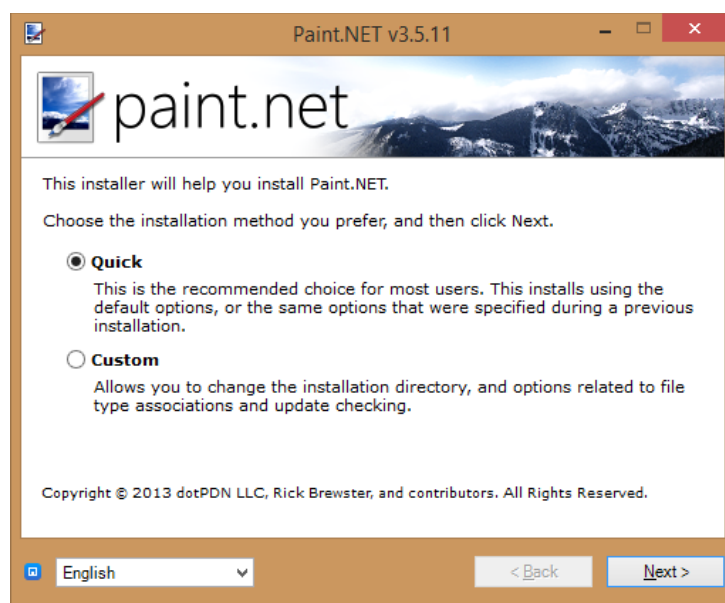 Paint.NET v3.5.11
paint.net
This installer will help you install Paint.NET.
Choose the installation method you prefer, and then click Next.
Quick
This is the recommended choice for most users. This installs using the
default options, or the same options that were specified during a previous
installation.
Custom
Allows you to change the installation directory, and options related to file
type associations and update checking.
Copyright © 2013 dotPDN LLC, Rick Brewster, and contributors. All Rights Reserved.
English
< Back
Next >